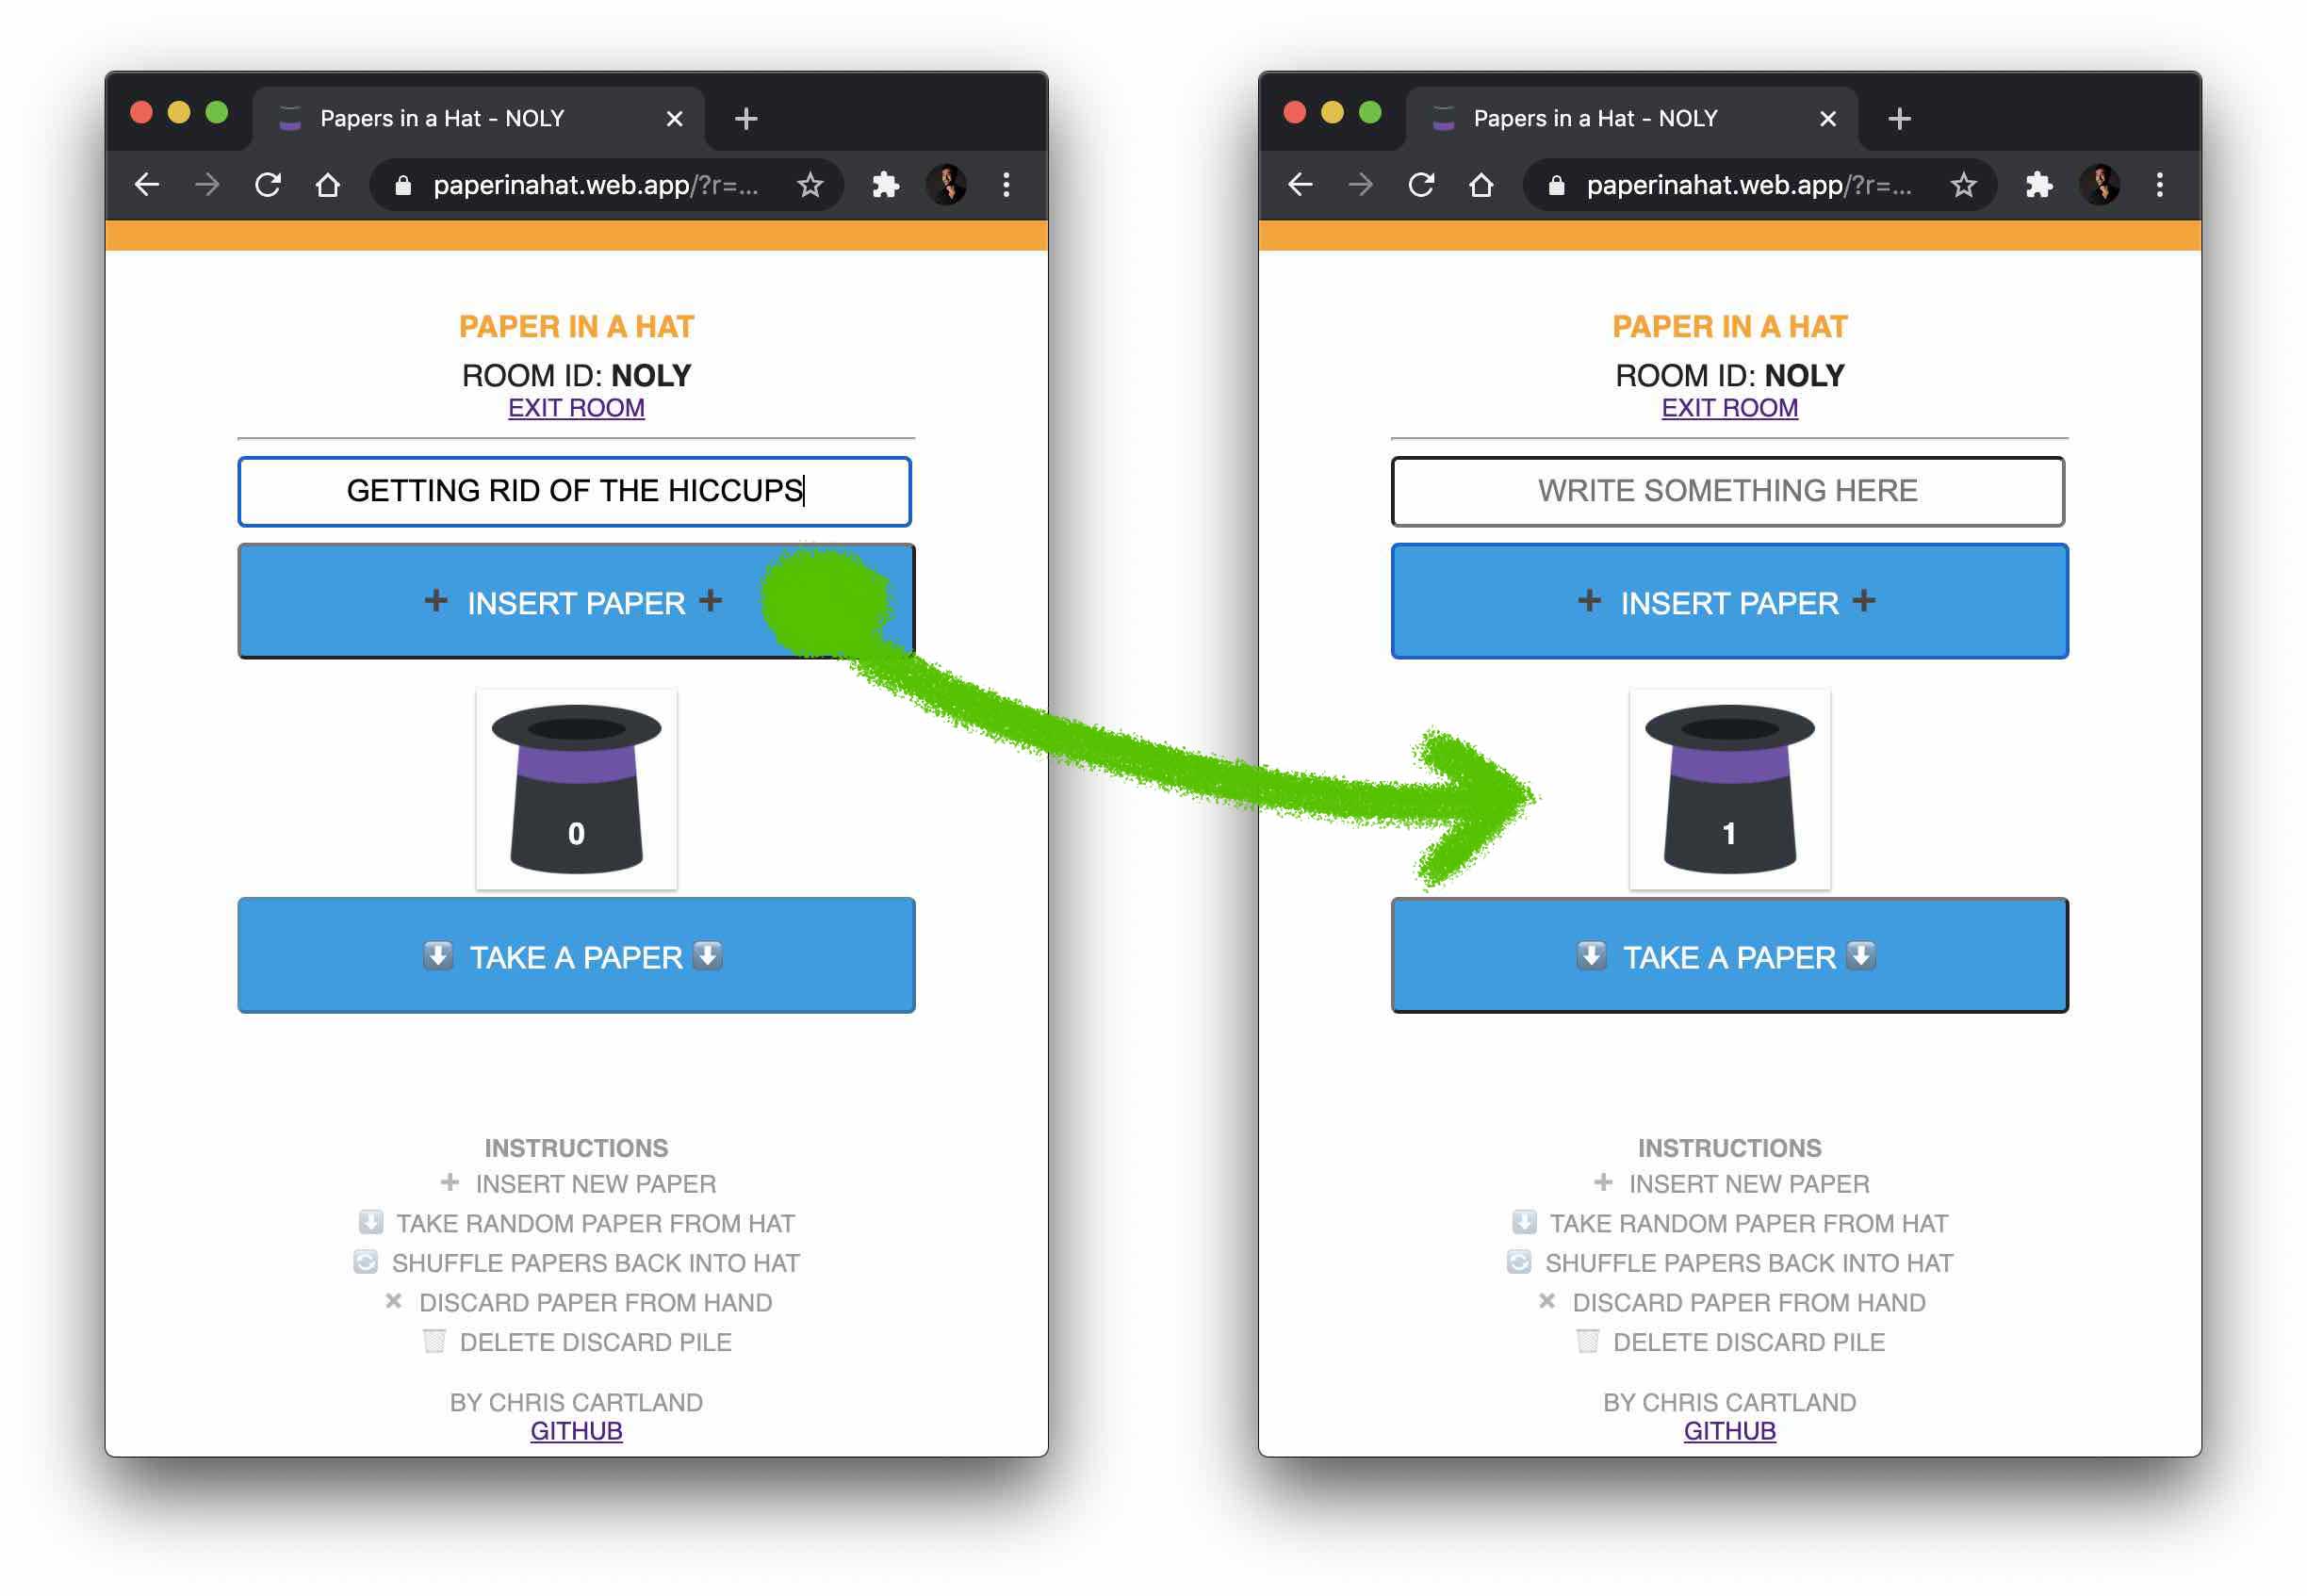 Papers in a Hat - NOLY
paperinahat.web.app/?r=...
PAPER IN A HAT
ROOM ID: NOLY
EXIT ROOM
GETTING RID OF THE HICCUPS
➕ INSERT PAPER ➕
0
⬇️ TAKE A PAPER ⬇️
INSTRUCTIONS
➕ INSERT NEW PAPER
⬇️ TAKE RANDOM PAPER FROM HAT
🔄 SHUFFLE PAPERS BACK INTO HAT
✖️ DISCARD PAPER FROM HAND
🗑️ DELETE DISCARD PILE
BY CHRIS CARTLAND
GITHUB
Papers in a Hat - NOLY
paperinahat.web.app/?r=...
PAPER IN A HAT
ROOM ID: NOLY
EXIT ROOM
WRITE SOMETHING HERE
➕ INSERT PAPER ➕
1
⬇️ TAKE A PAPER ⬇️
INSTRUCTIONS
➕ INSERT NEW PAPER
⬇️ TAKE RANDOM PAPER FROM HAT
🔄 SHUFFLE PAPERS BACK INTO HAT
✖️ DISCARD PAPER FROM HAND
🗑️ DELETE DISCARD PILE
BY CHRIS CARTLAND
GITHUB